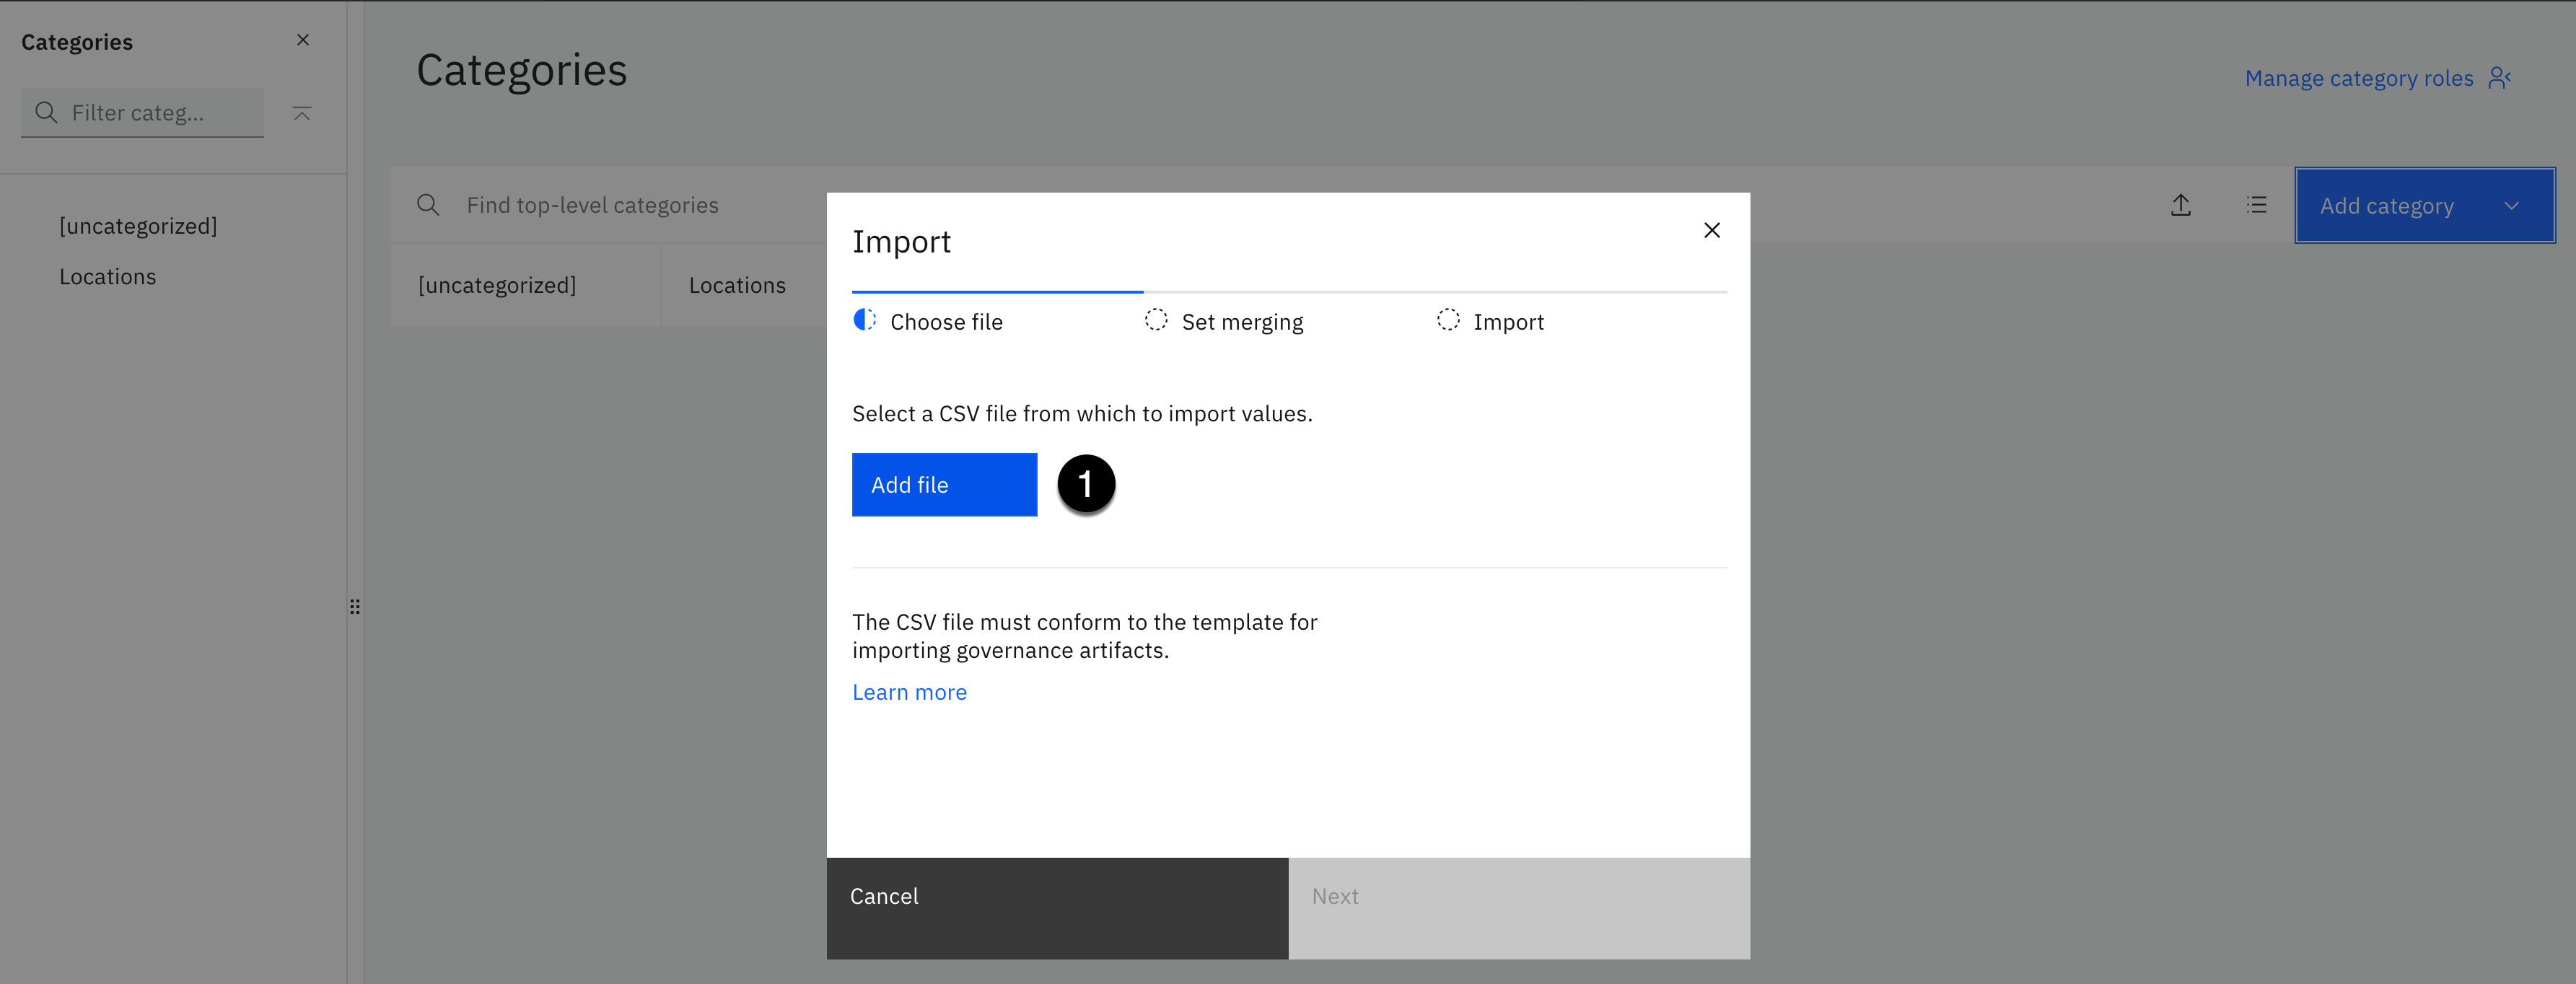 Categories
Filter categ...
[uncategorized]
Locations
Categories
Manage category roles
Find top-level categories
Add category
[uncategorized]
Locations
Import
Choose file
Set merging
Import
Select a CSV file from which to import values.
Add file
1
The CSV file must conform to the template for
importing governance artifacts.
Learn more
Cancel
Next